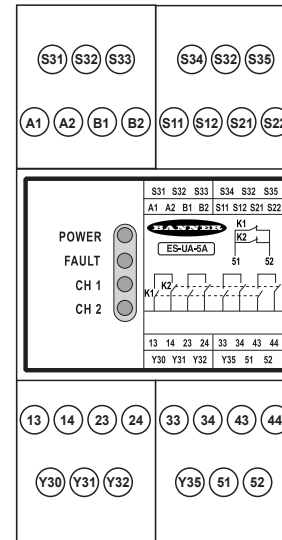 S31 S32 S33 S34 S32 S35
A1 A2 B1 B2 S11 S12 S21 S22
S31 S32 S33 S34 S32 S35
A1 A2 B1 B2 S11 S12 S21 S22
BANNER
ES-UA-5A
K1
K2
51 52
POWER
FAULT
CH 1
CH 2
K1 K2
13 14 23 24 33 34 43 44
Y30 Y31 Y32 Y35 51 52
13 14 23 24 33 34 43 44
Y30 Y31 Y32 Y35 51 52